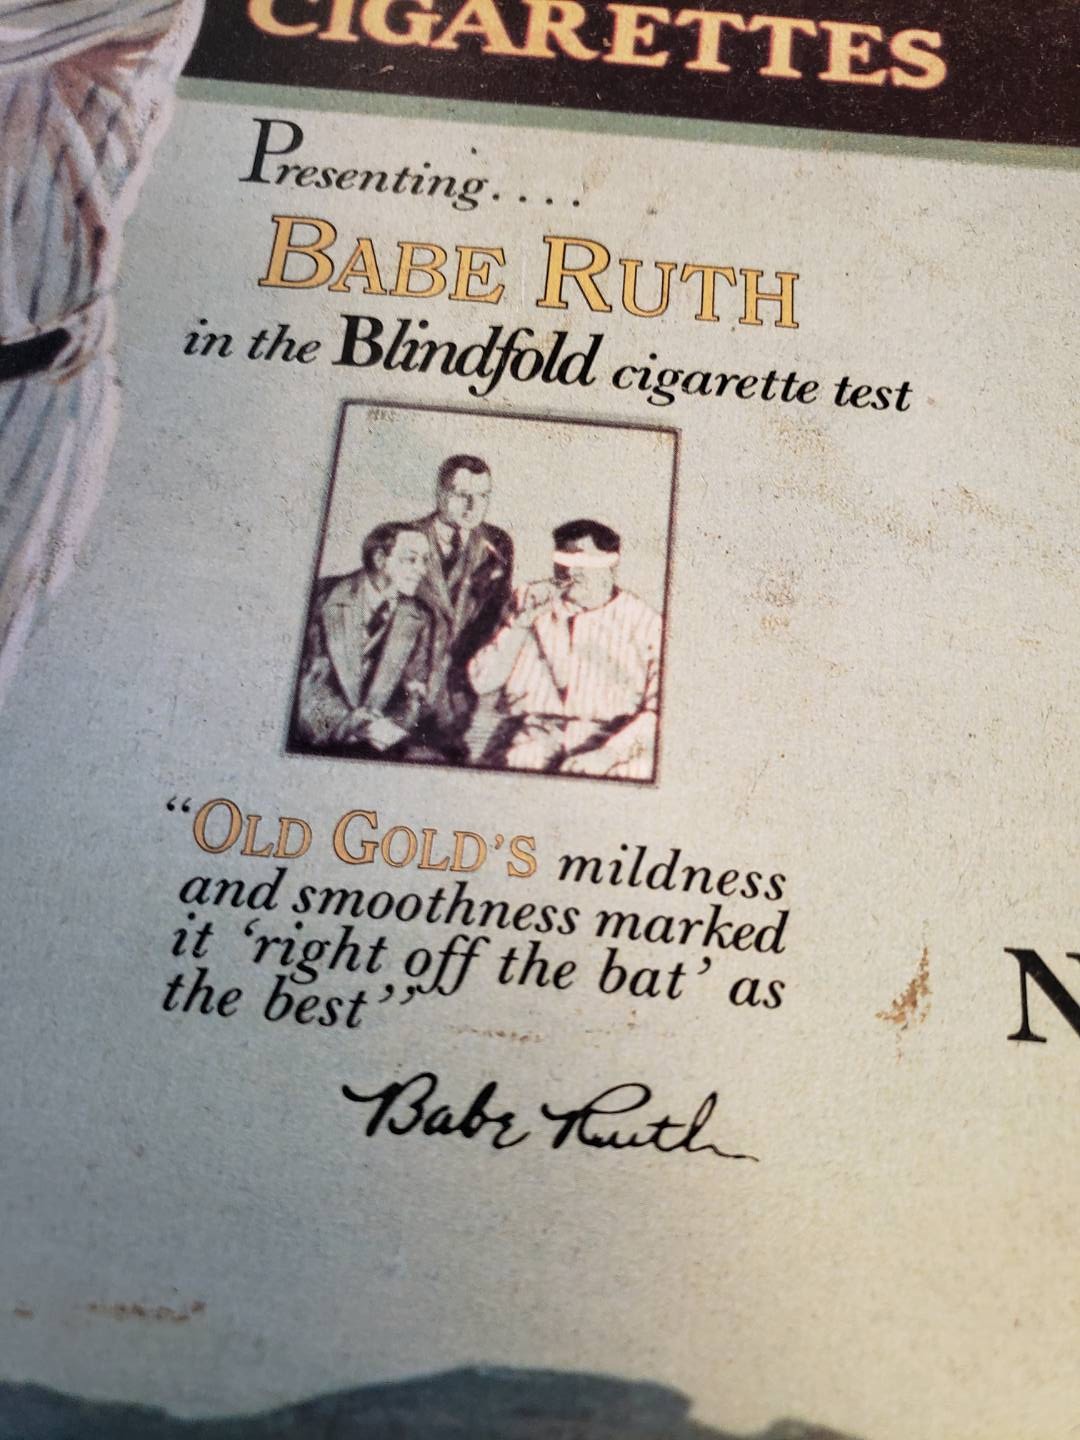 CIGARETTES
Presenting....
BABE RUTH
in the Blindfold cigarette test
"OLD GOLD'S mildness
and smoothness marked
it 'right off the bat' as
the best"
Babe Ruth
N